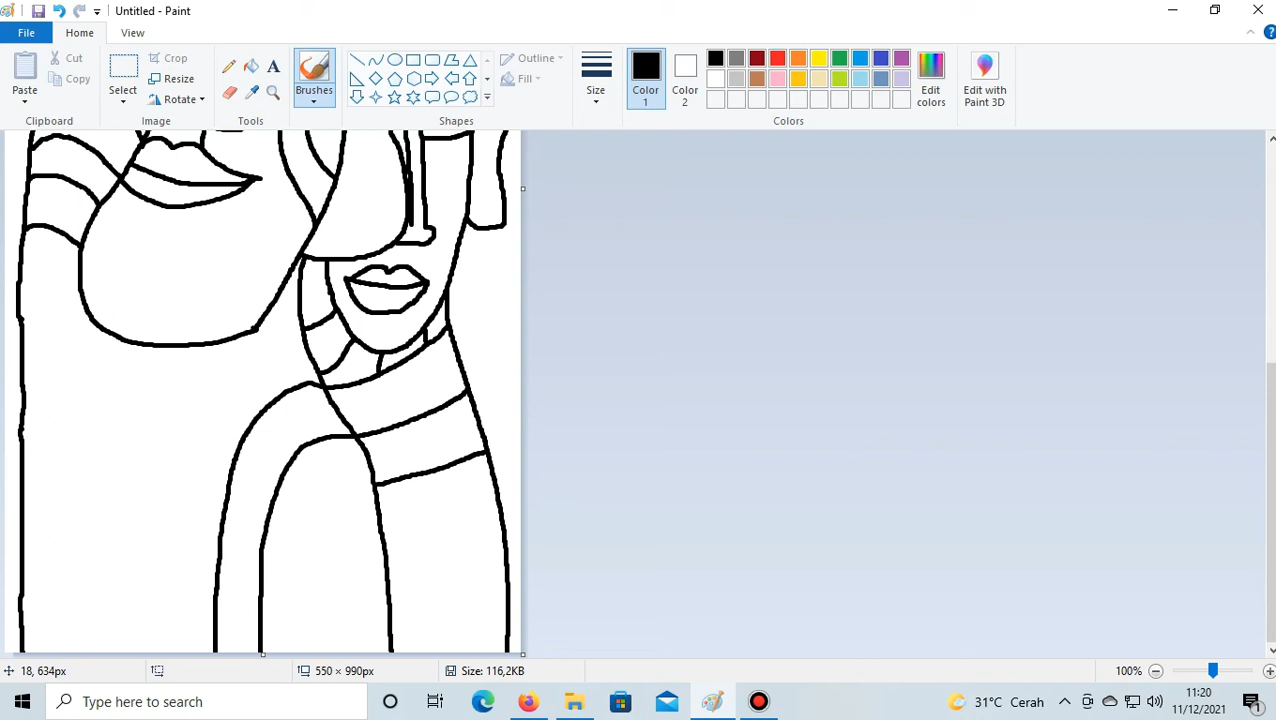 Untitled - Paint
File Home View
Paste
Cut
Copy
Clipboard
Select
Crop
Resize
Rotate
Image
A
Tools
Brushes
Outline
Fill
Shapes
Size
Color 1
Color 2
Edit colors
Colors
Edit with Paint 3D
?
18, 634px
550 × 990px
Size: 116,2KB
100%
Type here to search
31°C Cerah
11:20
11/12/2021
1